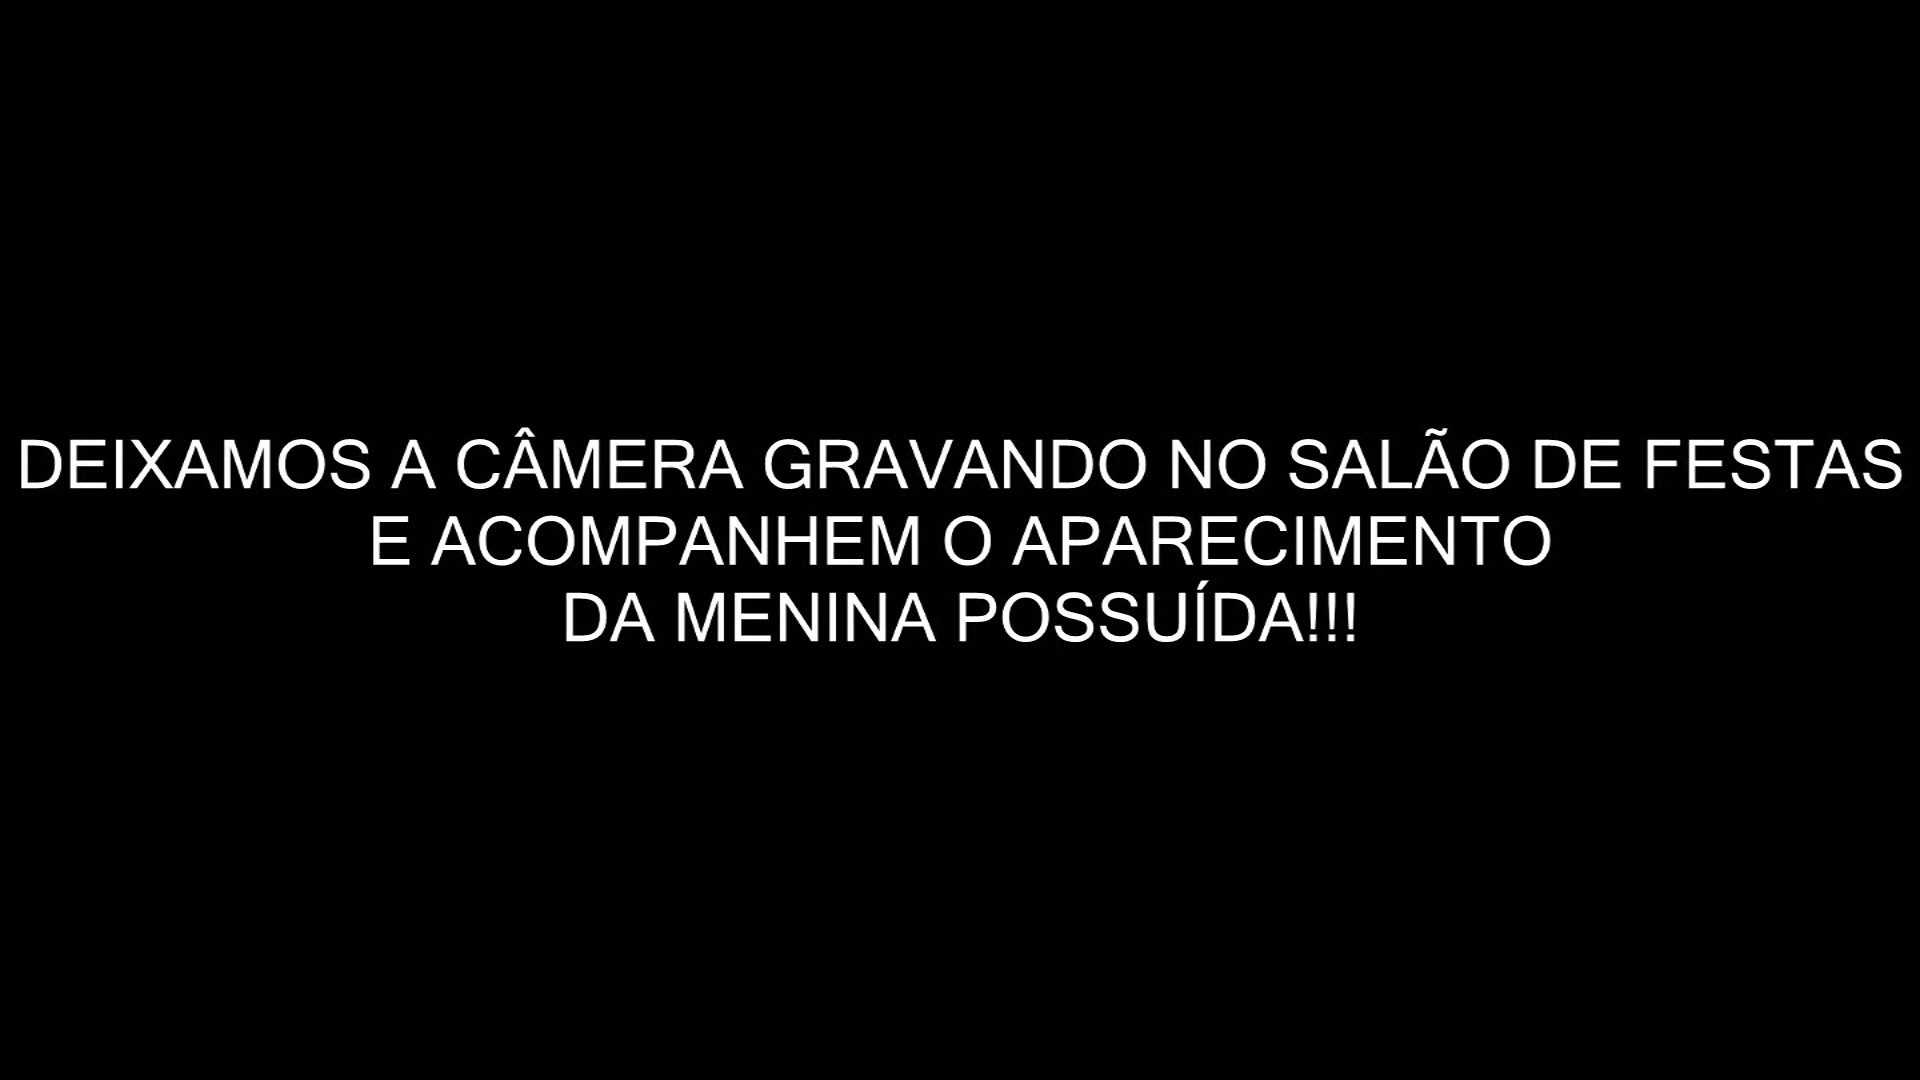 DEIXAMOS A CÂMERA GRAVANDO NO SALÃO DE FESTAS
E ACOMPANHEM O APARECIMENTO
DA MENINA POSSUÍDA!!!